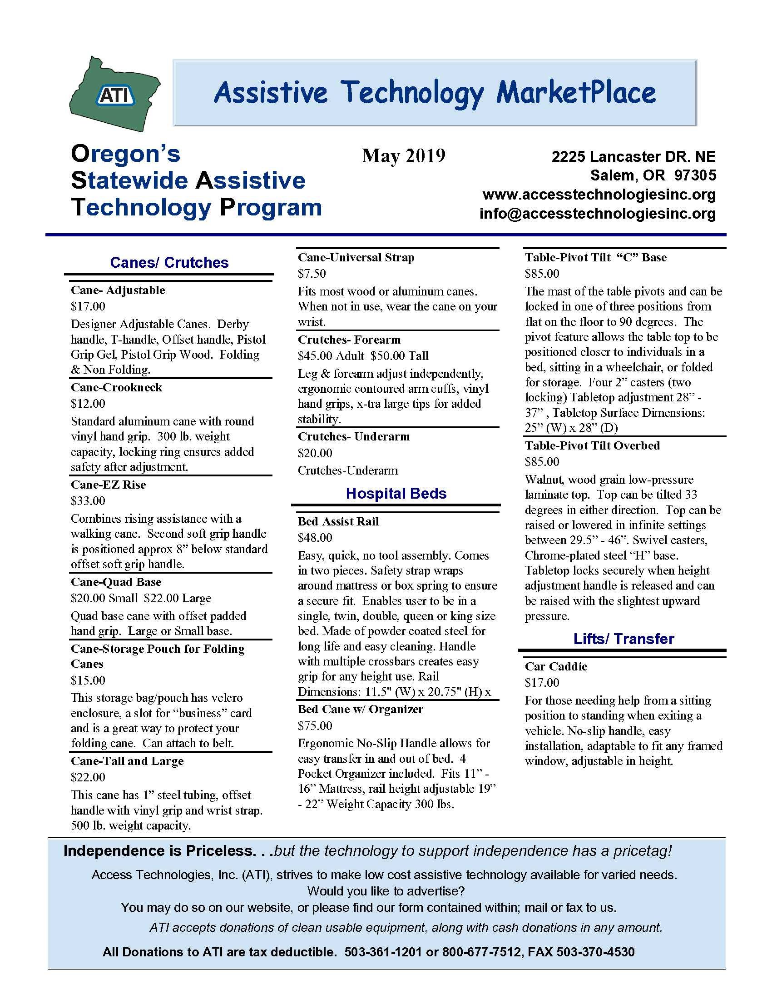 ATI
Assistive Technology MarketPlace
Oregon’s
Statewide Assistive
Technology Program
May 2019
2225 Lancaster DR. NE
Salem, OR  97305
www.accesstechnologiesinc.org
info@accesstechnologiesinc.org
Canes/ Crutches
Cane- Adjustable
$17.00
Designer Adjustable Canes.  Derby
handle, T-handle, Offset handle, Pistol
Grip Gel, Pistol Grip Wood.  Folding
& Non Folding.
Cane-Crookneck
$12.00
Standard aluminum cane with round
vinyl hand grip.  300 lb. weight
capacity, locking ring ensures added
safety after adjustment.
Cane-EZ Rise
$33.00
Combines rising assistance with a
walking cane.  Second soft grip handle
is positioned approx 8” below standard
offset soft grip handle.
Cane-Quad Base
$20.00 Small  $22.00 Large
Quad base cane with offset padded
hand grip.  Large or Small base.
Cane-Storage Pouch for Folding
Canes
$15.00
This storage bag/pouch has velcro
enclosure, a slot for “business” card
and is a great way to protect your
folding cane.  Can attach to belt.
Cane-Tall and Large
$22.00
This cane has 1” steel tubing, offset
handle with vinyl grip and wrist strap.
500 lb. weight capacity.
Cane-Universal Strap
$7.50
Fits most wood or aluminum canes.
When not in use, wear the cane on your
wrist.
Crutches- Forearm
$45.00 Adult  $50.00 Tall
Leg & forearm adjust independently,
ergonomic contoured arm cuffs, vinyl
hand grips, x-tra large tips for added
stability.
Crutches- Underarm
$20.00
Crutches-Underarm
Hospital Beds
Bed Assist Rail
$48.00
Easy, quick, no tool assembly. Comes
in two pieces. Safety strap wraps
around mattress or box spring to ensure
a secure fit.  Enables user to be in a
single, twin, double, queen or king size
bed. Made of powder coated steel for
long life and easy cleaning. Handle
with multiple crossbars creates easy
grip for any height use. Rail
Dimensions: 11.5" (W) x 20.75" (H) x
Bed Cane w/ Organizer
$75.00
Ergonomic No-Slip Handle allows for
easy transfer in and out of bed.  4
Pocket Organizer included.  Fits 11” -
16” Mattress, rail height adjustable 19”
- 22” Weight Capacity 300 lbs.
Table-Pivot Tilt  “C” Base
$85.00
The mast of the table pivots and can be
locked in one of three positions from
flat on the floor to 90 degrees.  The
pivot feature allows the table top to be
positioned closer to individuals in a
bed, sitting in a wheelchair, or folded
for storage.  Four 2” casters (two
locking) Tabletop adjustment 28” -
37” , Tabletop Surface Dimensions:
25” (W) x 28” (D)
Table-Pivot Tilt Overbed
$85.00
Walnut, wood grain low-pressure
laminate top.  Top can be tilted 33
degrees in either direction.  Top can be
raised or lowered in infinite settings
between 29.5” - 46”. Swivel casters,
Chrome-plated steel “H” base.
Tabletop locks securely when height
adjustment handle is released and can
be raised with the slightest upward
pressure.
Lifts/ Transfer
Car Caddie
$17.00
For those needing help from a sitting
position to standing when exiting a
vehicle. No-slip handle, easy
installation, adaptable to fit any framed
window, adjustable in height.
Independence is Priceless. . .but the technology to support independence has a pricetag!
Access Technologies, Inc. (ATI), strives to make low cost assistive technology available for varied needs.
Would you like to advertise?
You may do so on our website, or please find our form contained within; mail or fax to us.
ATI accepts donations of clean usable equipment, along with cash donations in any amount.
All Donations to ATI are tax deductible.  503-361-1201 or 800-677-7512, FAX 503-370-4530